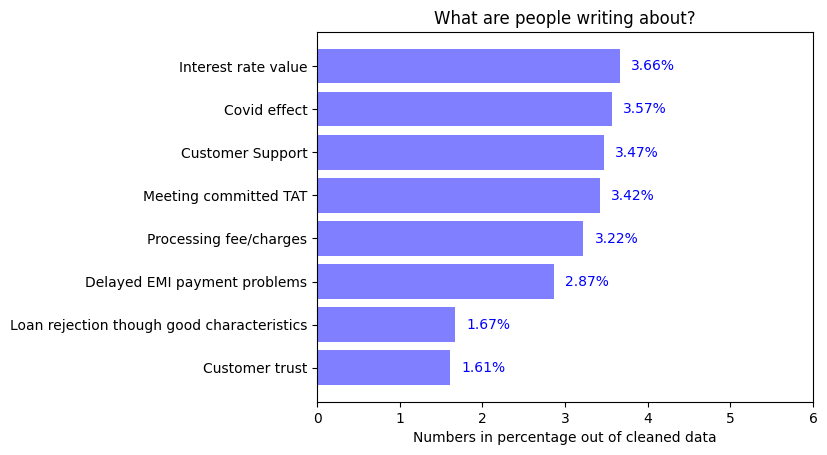 What are people writing about?
Interest rate value 3.66%
Covid effect 3.57%
Customer Support 3.47%
Meeting committed TAT 3.42%
Processing fee/charges 3.22%
Delayed EMI payment problems 2.87%
Loan rejection though good characteristics 1.67%
Customer trust 1.61%
0 1 2 3 4 5 6
Numbers in percentage out of cleaned data